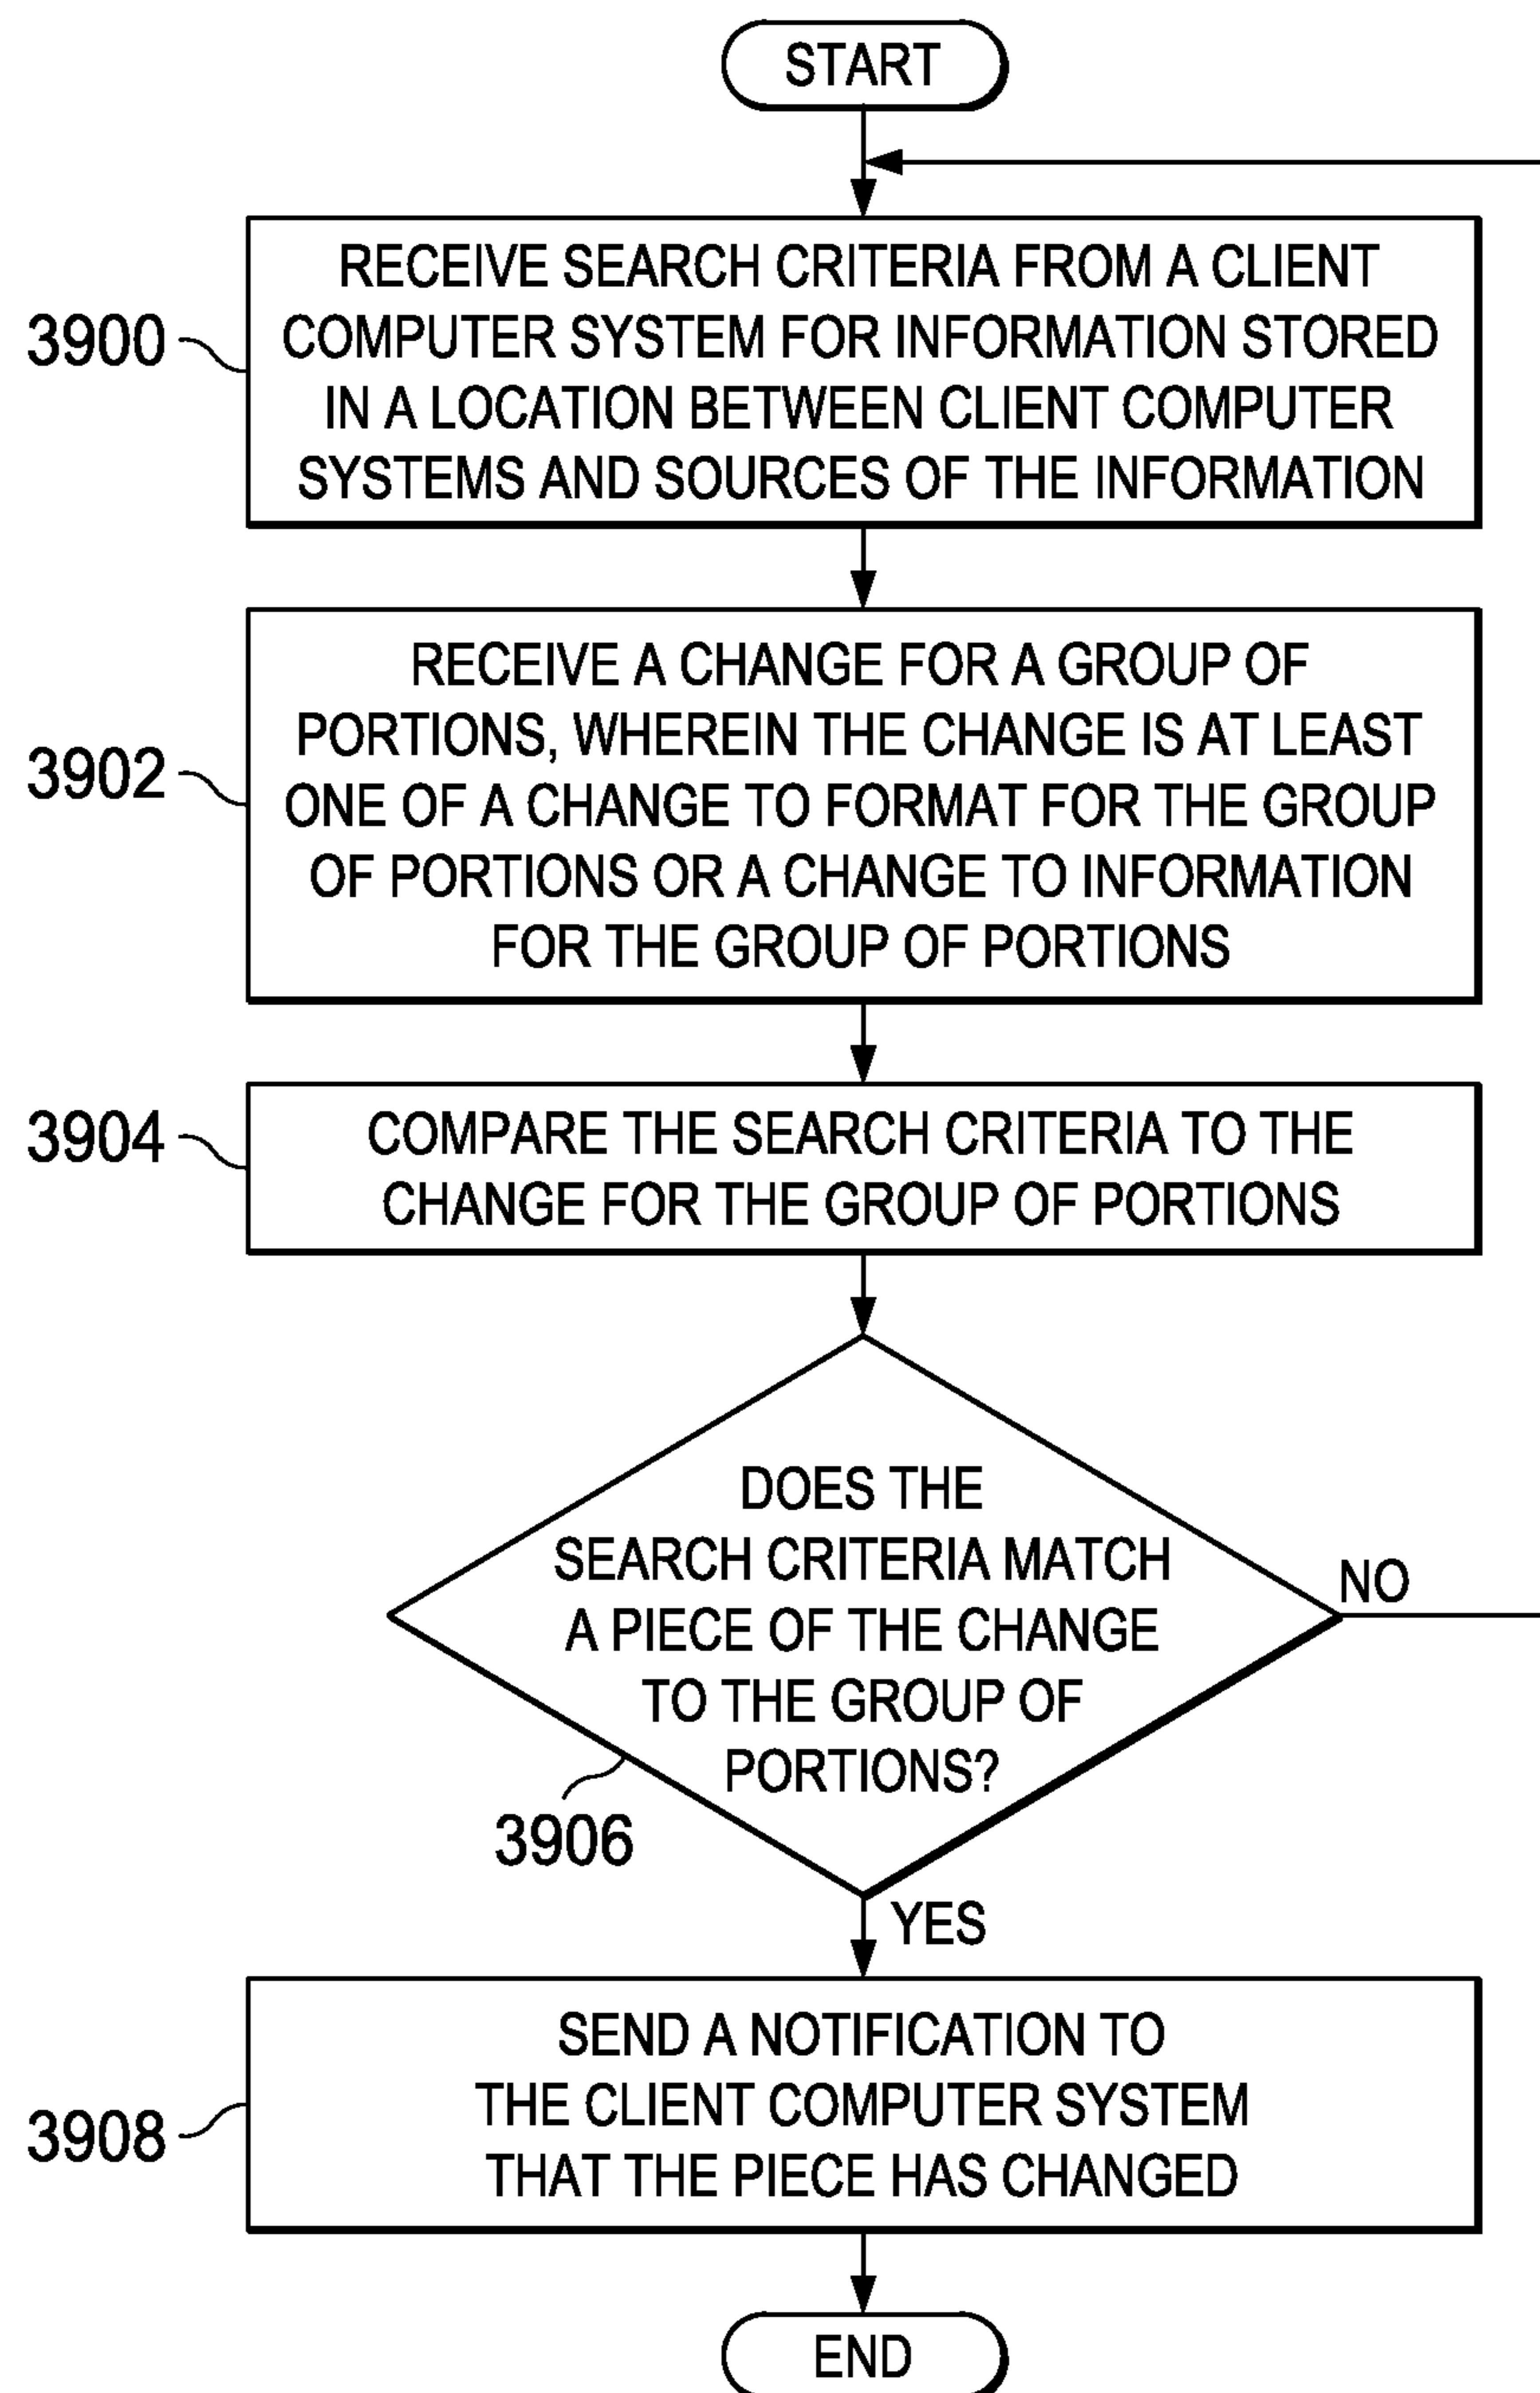 START
RECEIVE SEARCH CRITERIA FROM A CLIENT
COMPUTER SYSTEM FOR INFORMATION STORED
IN A LOCATION BETWEEN CLIENT COMPUTER
SYSTEMS AND SOURCES OF THE INFORMATION
3900
RECEIVE A CHANGE FOR A GROUP OF
PORTIONS, WHEREIN THE CHANGE IS AT LEAST
ONE OF A CHANGE TO FORMAT FOR THE GROUP
OF PORTIONS OR A CHANGE TO INFORMATION
FOR THE GROUP OF PORTIONS
3902
COMPARE THE SEARCH CRITERIA TO THE
CHANGE FOR THE GROUP OF PORTIONS
3904
DOES THE
SEARCH CRITERIA MATCH
A PIECE OF THE CHANGE
TO THE GROUP OF
PORTIONS?
NO
3906
YES
SEND A NOTIFICATION TO
THE CLIENT COMPUTER SYSTEM
THAT THE PIECE HAS CHANGED
3908
END